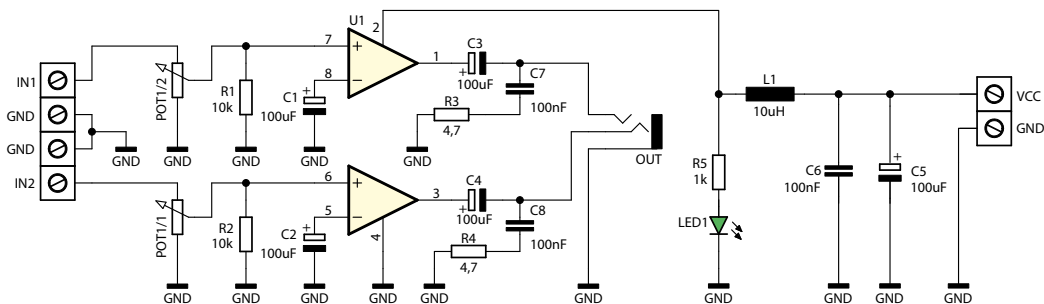 U1
2
7
8
1
+
−
C3
+
100uF
C7
100nF
IN1
GND
GND
IN2
GND
POT1/2
GND
R1
10k
GND
C1
+
100uF
GND
R3
4,7
GND
L1
10uH
VCC
GND
OUT
6
5
3
4
+
−
C4
+
100uF
C8
100nF
POT1/1
GND
R2
10k
GND
C2
+
100uF
GND
GND
R4
4,7
GND
GND
R5
1k
LED1
GND
C6
100nF
GND
C5
+
100uF
GND
GND